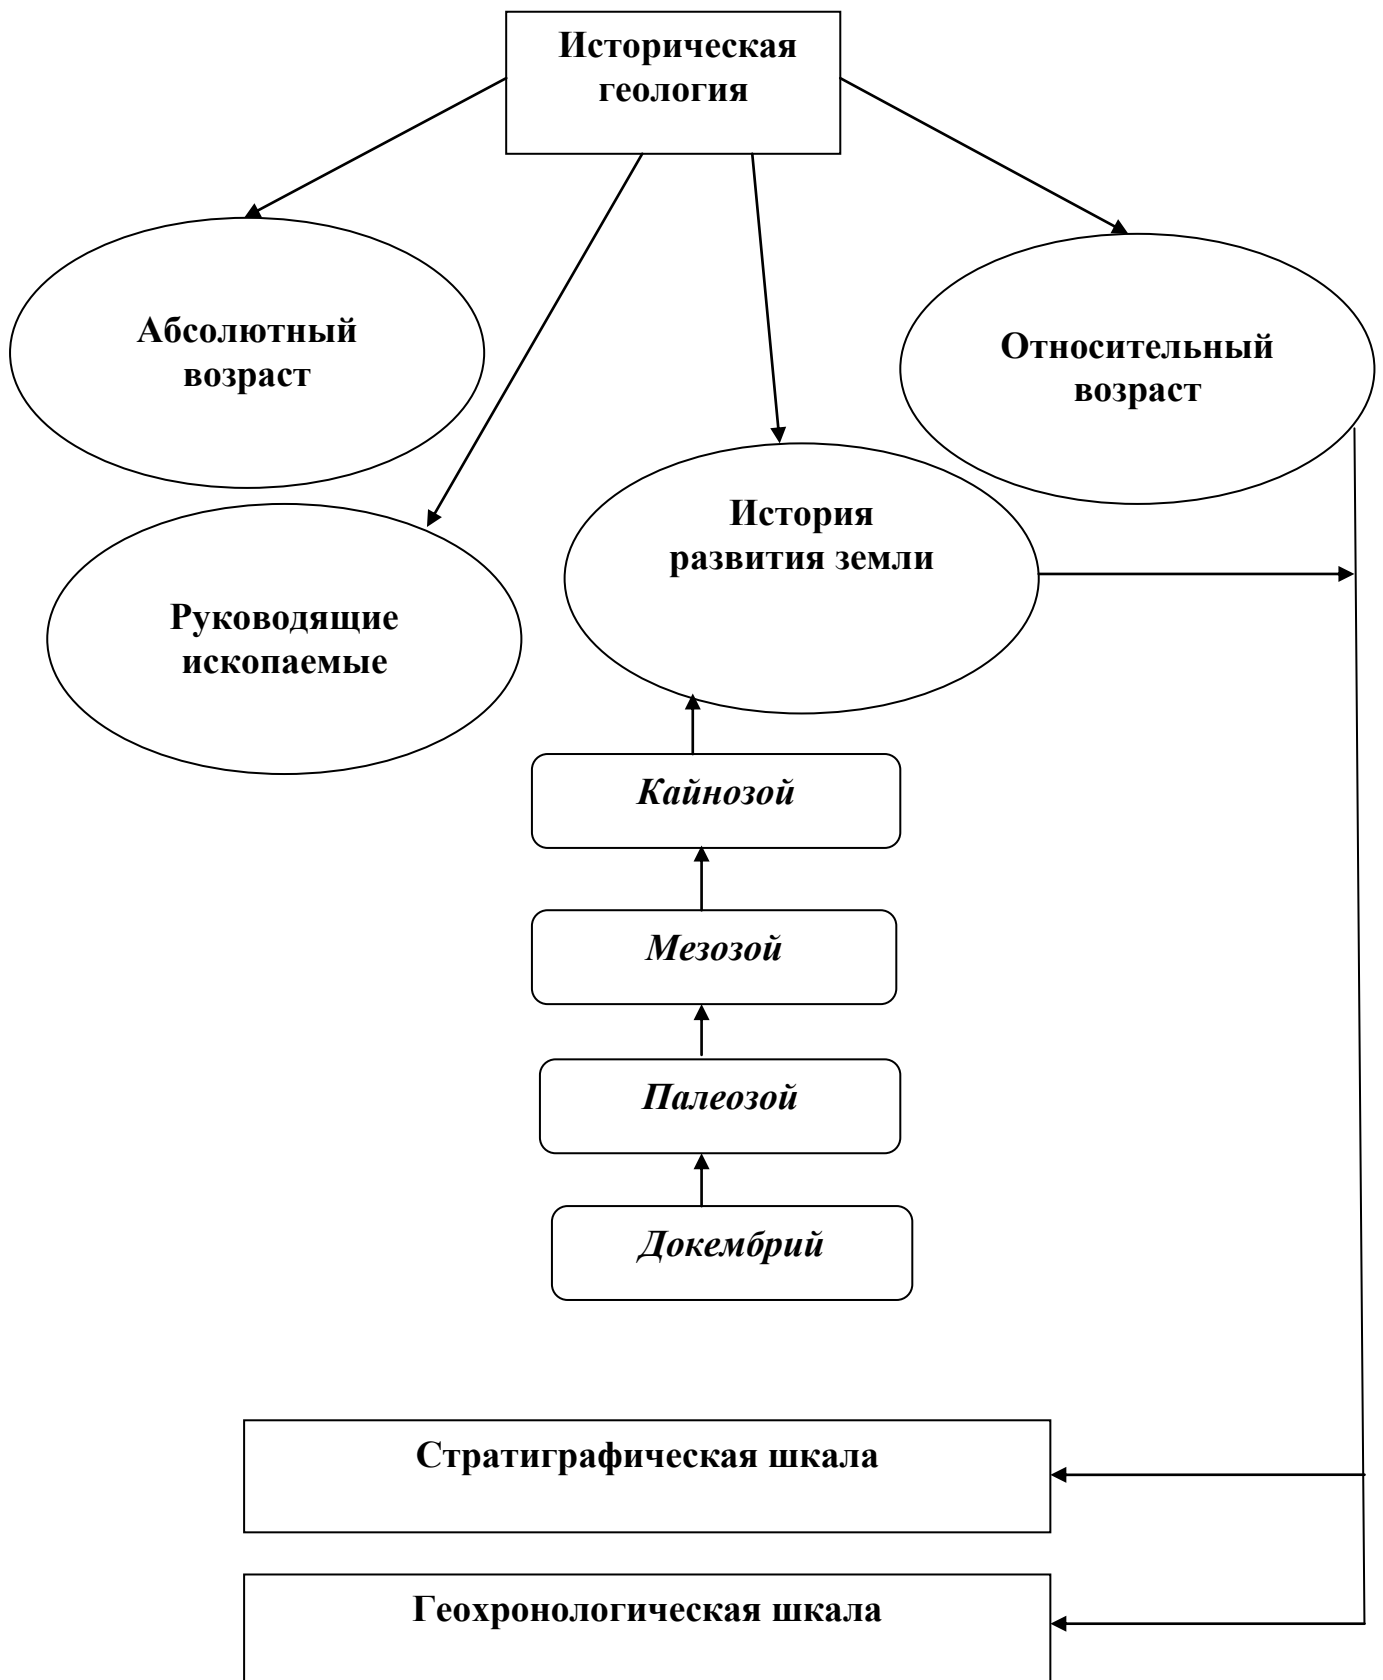 Историческая
геология
Абсолютный
возраст
Относительный
возраст
История
развития земли
Руководящие
ископаемые
Кайнозой
Мезозой
Палеозой
Докембрий
Стратиграфическая шкала
Геохронологическая шкала